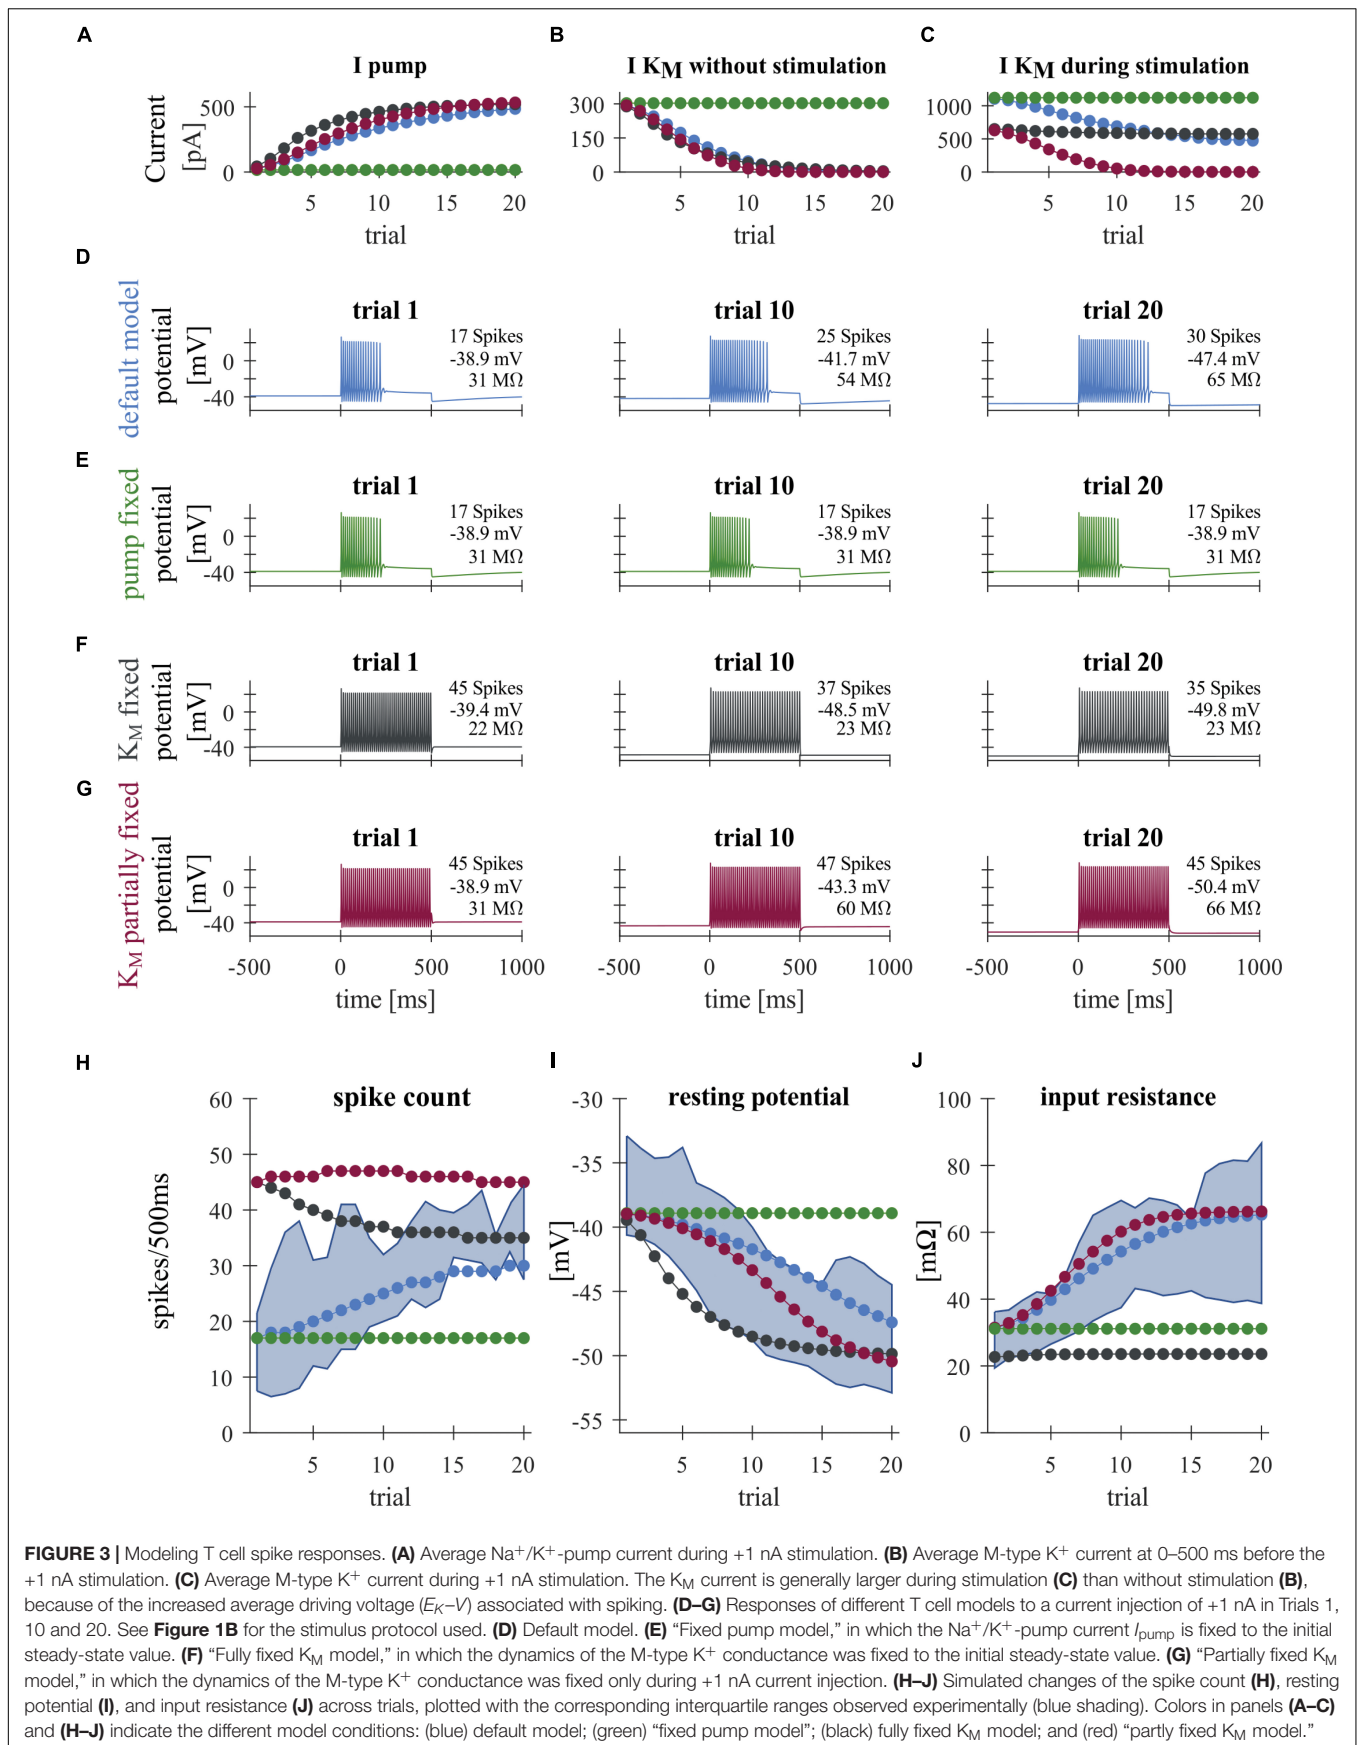 A
B
C
I pump
I KM without stimulation
I KM during stimulation
Current
[pA]
500
0
5
10
15
20
trial
300
150
0
5
10
15
20
trial
1000
500
0
5
10
15
20
trial
D
default model
potential
[mV]
0
-40
trial 1
17 Spikes
-38.9 mV
31 MΩ
trial 10
25 Spikes
-41.7 mV
54 MΩ
trial 20
30 Spikes
-47.4 mV
65 MΩ
E
pump fixed
potential
[mV]
0
-40
trial 1
17 Spikes
-38.9 mV
31 MΩ
trial 10
17 Spikes
-38.9 mV
31 MΩ
trial 20
17 Spikes
-38.9 mV
31 MΩ
F
KM fixed
potential
[mV]
0
-40
trial 1
45 Spikes
-39.4 mV
22 MΩ
trial 10
37 Spikes
-48.5 mV
23 MΩ
trial 20
35 Spikes
-49.8 mV
23 MΩ
G
KM partially fixed
potential
[mV]
0
-40
trial 1
45 Spikes
-38.9 mV
31 MΩ
trial 10
47 Spikes
-43.3 mV
60 MΩ
trial 20
45 Spikes
-50.4 mV
66 MΩ
-500
0
500
1000
time [ms]
-500
0
500
1000
time [ms]
-500
0
500
1000
time [ms]
H
spike count
spikes/500ms
60
50
40
30
20
10
0
5
10
15
20
trial
I
resting potential
[mV]
-30
-35
-40
-45
-50
-55
5
10
15
20
trial
J
input resistance
[mΩ]
100
80
60
40
20
0
5
10
15
20
trial
FIGURE 3 | Modeling T cell spike responses. (A) Average Na+/K+-pump current during +1 nA stimulation. (B) Average M-type K+ current at 0–500 ms before the
+1 nA stimulation. (C) Average M-type K+ current during +1 nA stimulation. The KM current is generally larger during stimulation (C) than without stimulation (B),
because of the increased average driving voltage (EK–V) associated with spiking. (D–G) Responses of different T cell models to a current injection of +1 nA in Trials 1,
10 and 20. See Figure 1B for the stimulus protocol used. (D) Default model. (E) “Fixed pump model,” in which the Na+/K+-pump current Ipump is fixed to the initial
steady-state value. (F) “Fully fixed KM model,” in which the dynamics of the M-type K+ conductance was fixed to the initial steady-state value. (G) “Partially fixed KM
model,” in which the dynamics of the M-type K+ conductance was fixed only during +1 nA current injection. (H–J) Simulated changes of the spike count (H), resting
potential (I), and input resistance (J) across trials, plotted with the corresponding interquartile ranges observed experimentally (blue shading). Colors in panels (A–C)
and (H–J) indicate the different model conditions: (blue) default model; (green) “fixed pump model”; (black) fully fixed KM model; and (red) “partly fixed KM model.”